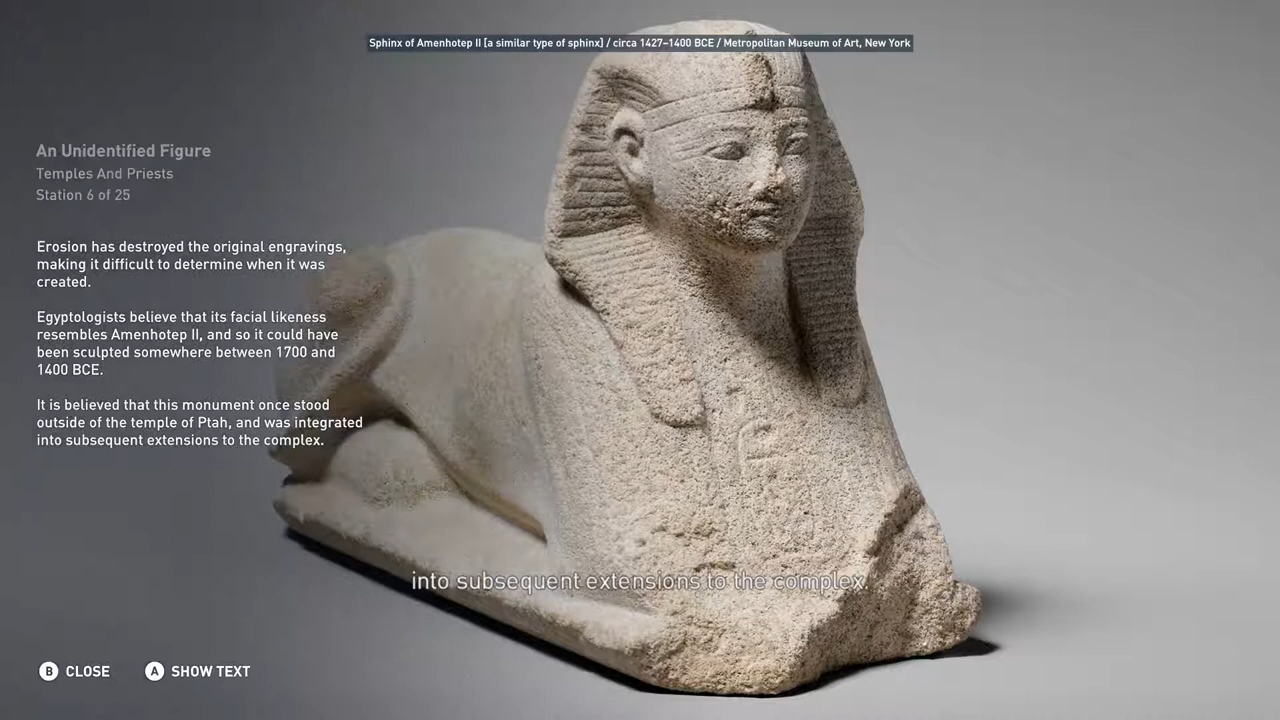 Sphinx of Amenhotep II [a similar type of sphinx] / circa 1427–1400 BCE / Metropolitan Museum of Art, New York
An Unidentified Figure
Temples And Priests
Station 6 of 25
Erosion has destroyed the original engravings,
making it difficult to determine when it was
created.
Egyptologists believe that its facial likeness
resembles Amenhotep II, and so it could have
been sculpted somewhere between 1700 and
1400 BCE.
It is believed that this monument once stood
outside of the temple of Ptah, and was integrated
into subsequent extensions to the complex.
into subsequent extensions to the complex.
B CLOSE A SHOW TEXT